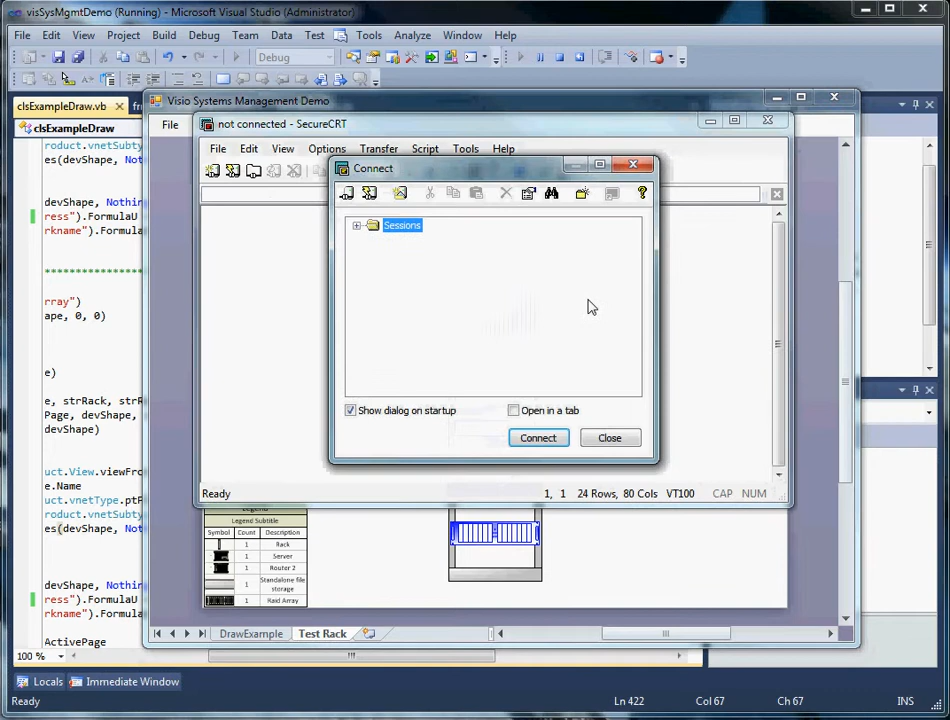 visSysMgmtDemo (Running) - Microsoft Visual Studio (Administrator)
File Edit View Project Build Debug Team Data Test Tools Analyze Window Help
Debug
clsExampleDraw.vb
clsExampleDraw
Visio Systems Management Demo
File
not connected - SecureCRT
File Edit View Options Transfer Script Tools Help
Connect
Sessions
Show dialog on startup Open in a tab
Connect Close
Ready 1, 1 24 Rows, 80 Cols VT100 CAP NUM
roduct.vnetSubty
es(devShape, Not
devShape, Nothin
ress").FormulaU
rkname").Formula
rray")
ape, 0, 0)
e)
e, strRack, strR
Page, devShape,
devShape)
uct.View.viewFro
e.Name
uct.vnetType.ptP
roduct.vnetSubty
es(devShape, Not
devShape, Nothin
ress").FormulaU
rkname").Formula
ActivePage
Legend Subtitle
Symbol Count Description
1 Rack
1 Server
1 Router 2
1 Standalone file storage
1 Raid Array
DrawExample Test Rack
100 %
Locals Immediate Window
Ready Ln 422 Col 67 Ch 67 INS